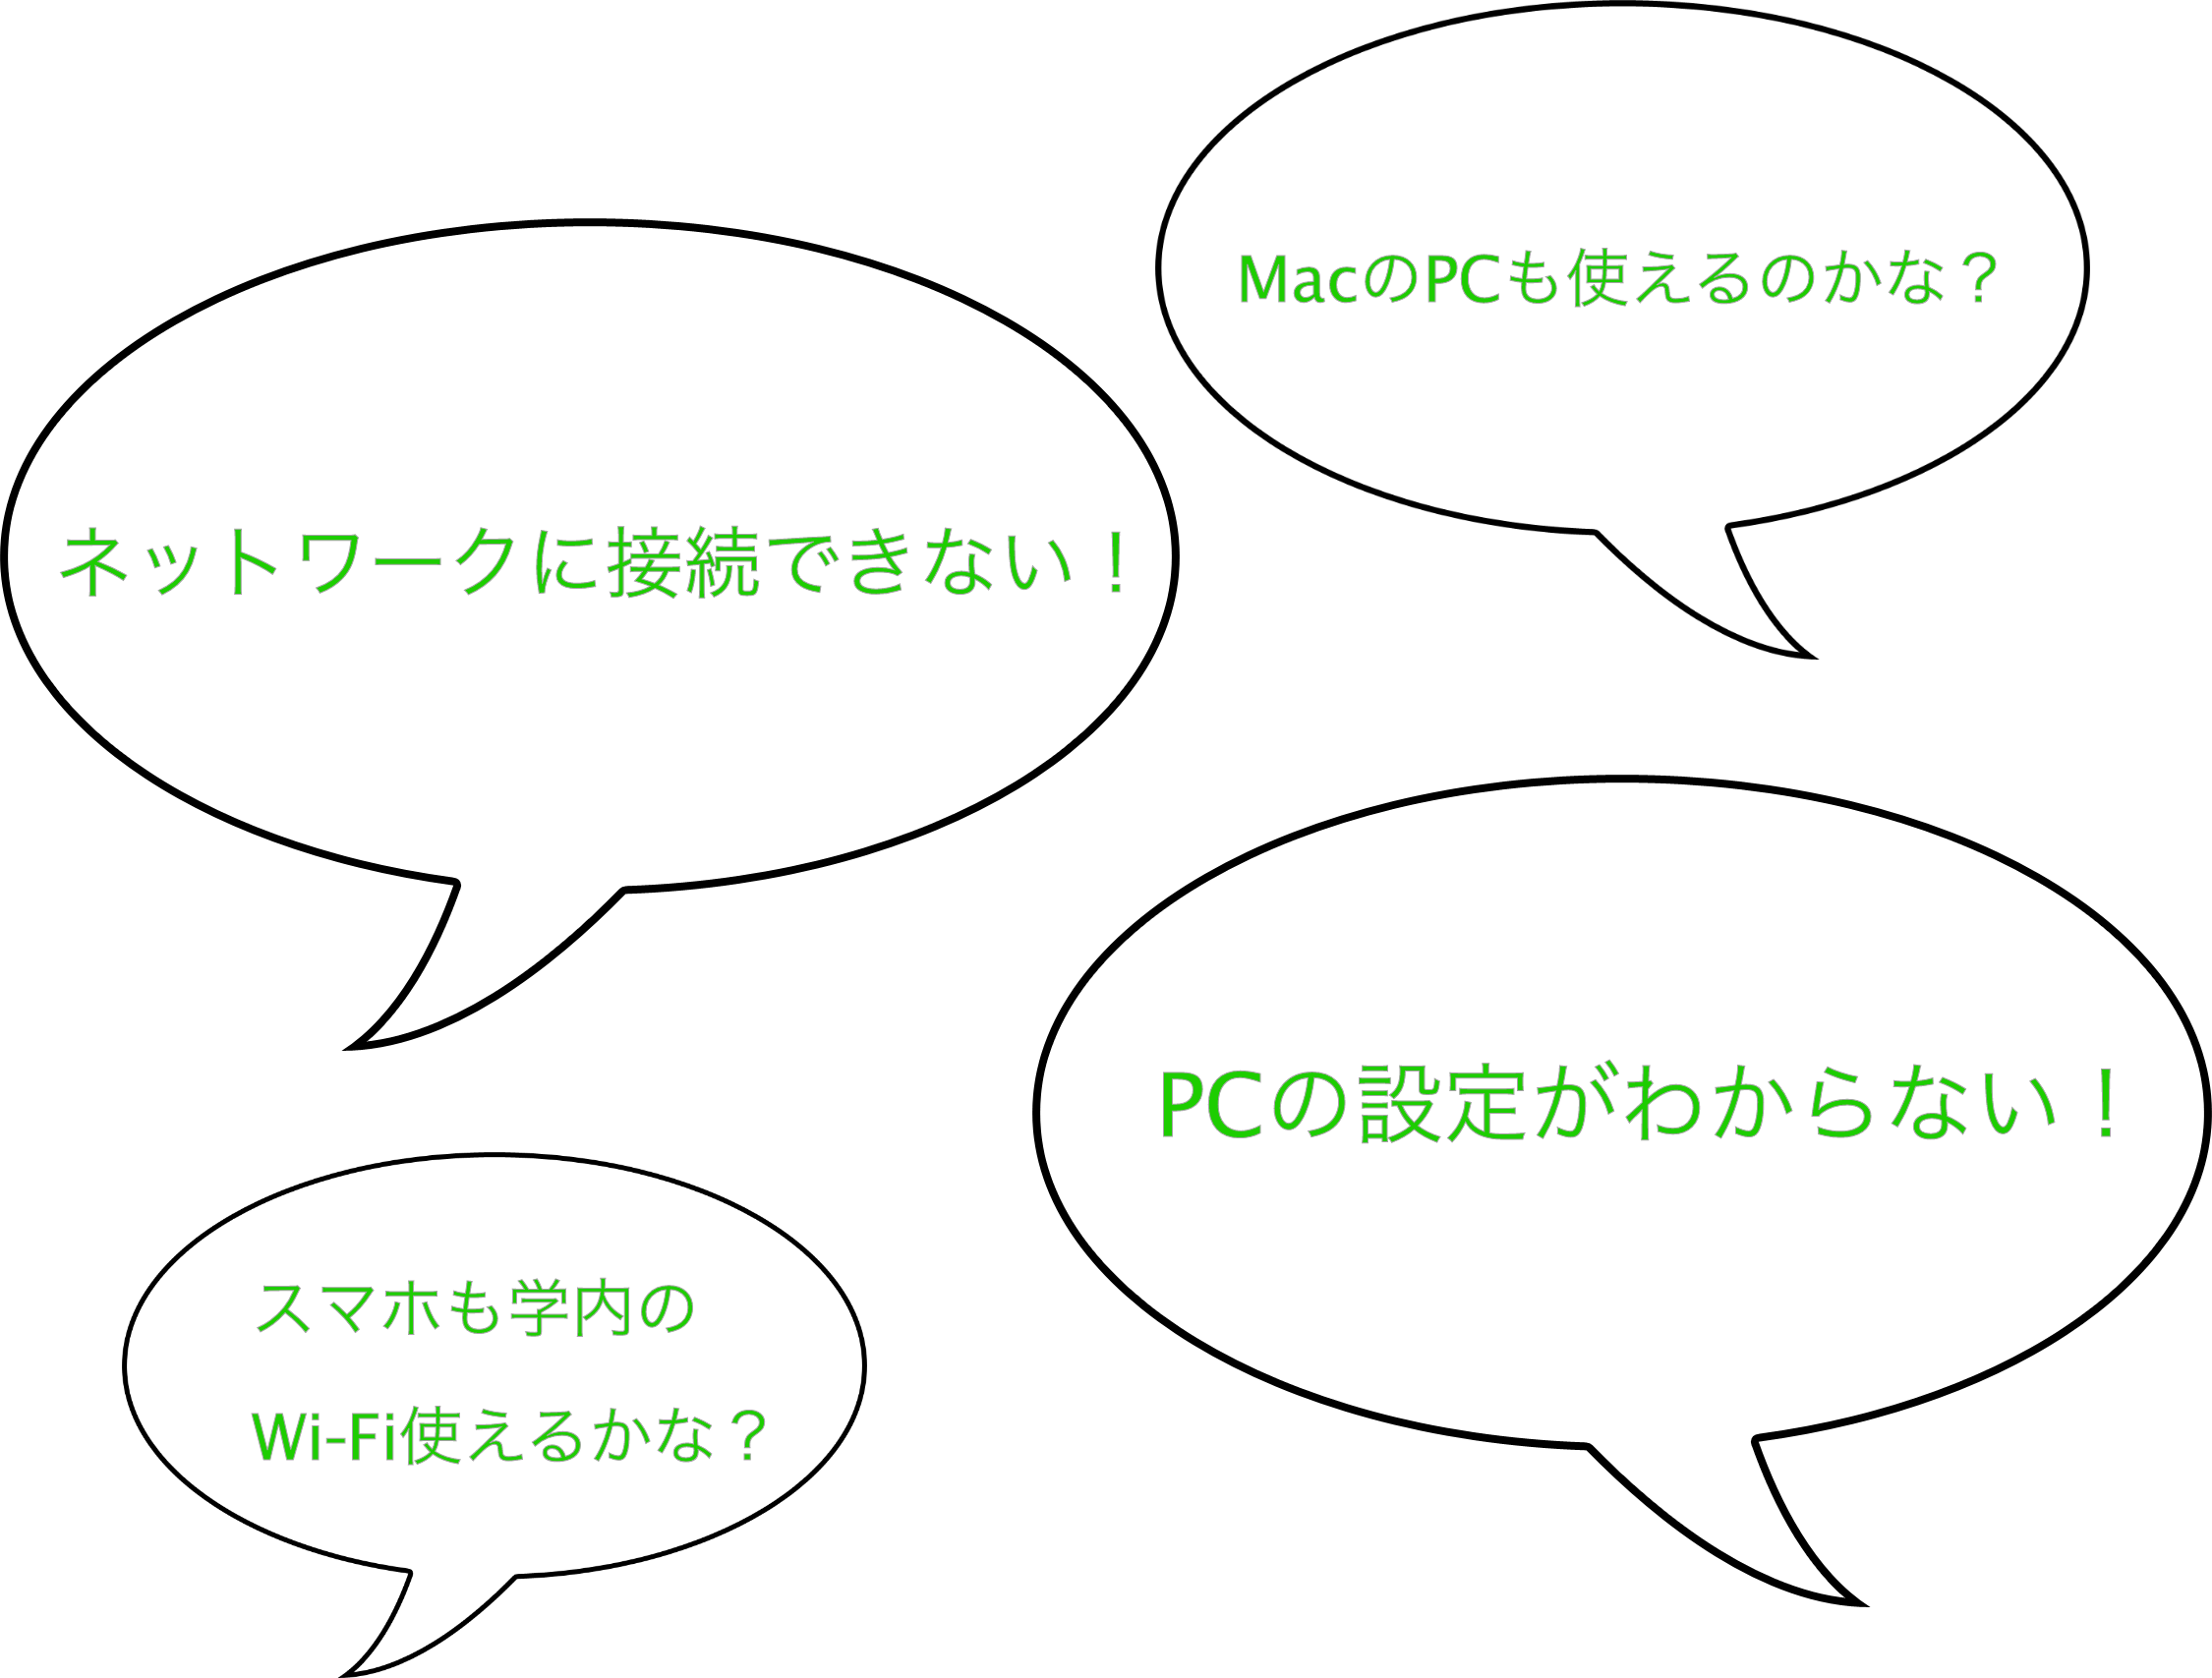 MacのPCも使えるのかな？
ネットワークに接続できない！
PCの設定がわからない！
スマホも学内の
Wi-Fi使えるかな？